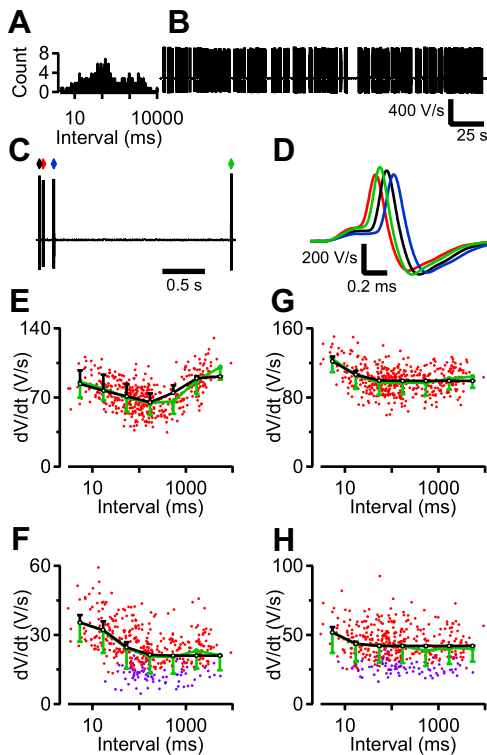 A
B
Count
8
4
0
10
10000
Interval (ms)
400 V/s
25 s
C
D
0.5 s
200 V/s
0.2 ms
E
G
dV/dt (V/s)
140
70
0
10
1000
Interval (ms)
dV/dt (V/s)
160
80
0
10
1000
Interval (ms)
F
H
dV/dt (V/s)
60
30
0
10
1000
Interval (ms)
dV/dt (V/s)
100
50
0
10
1000
Interval (ms)